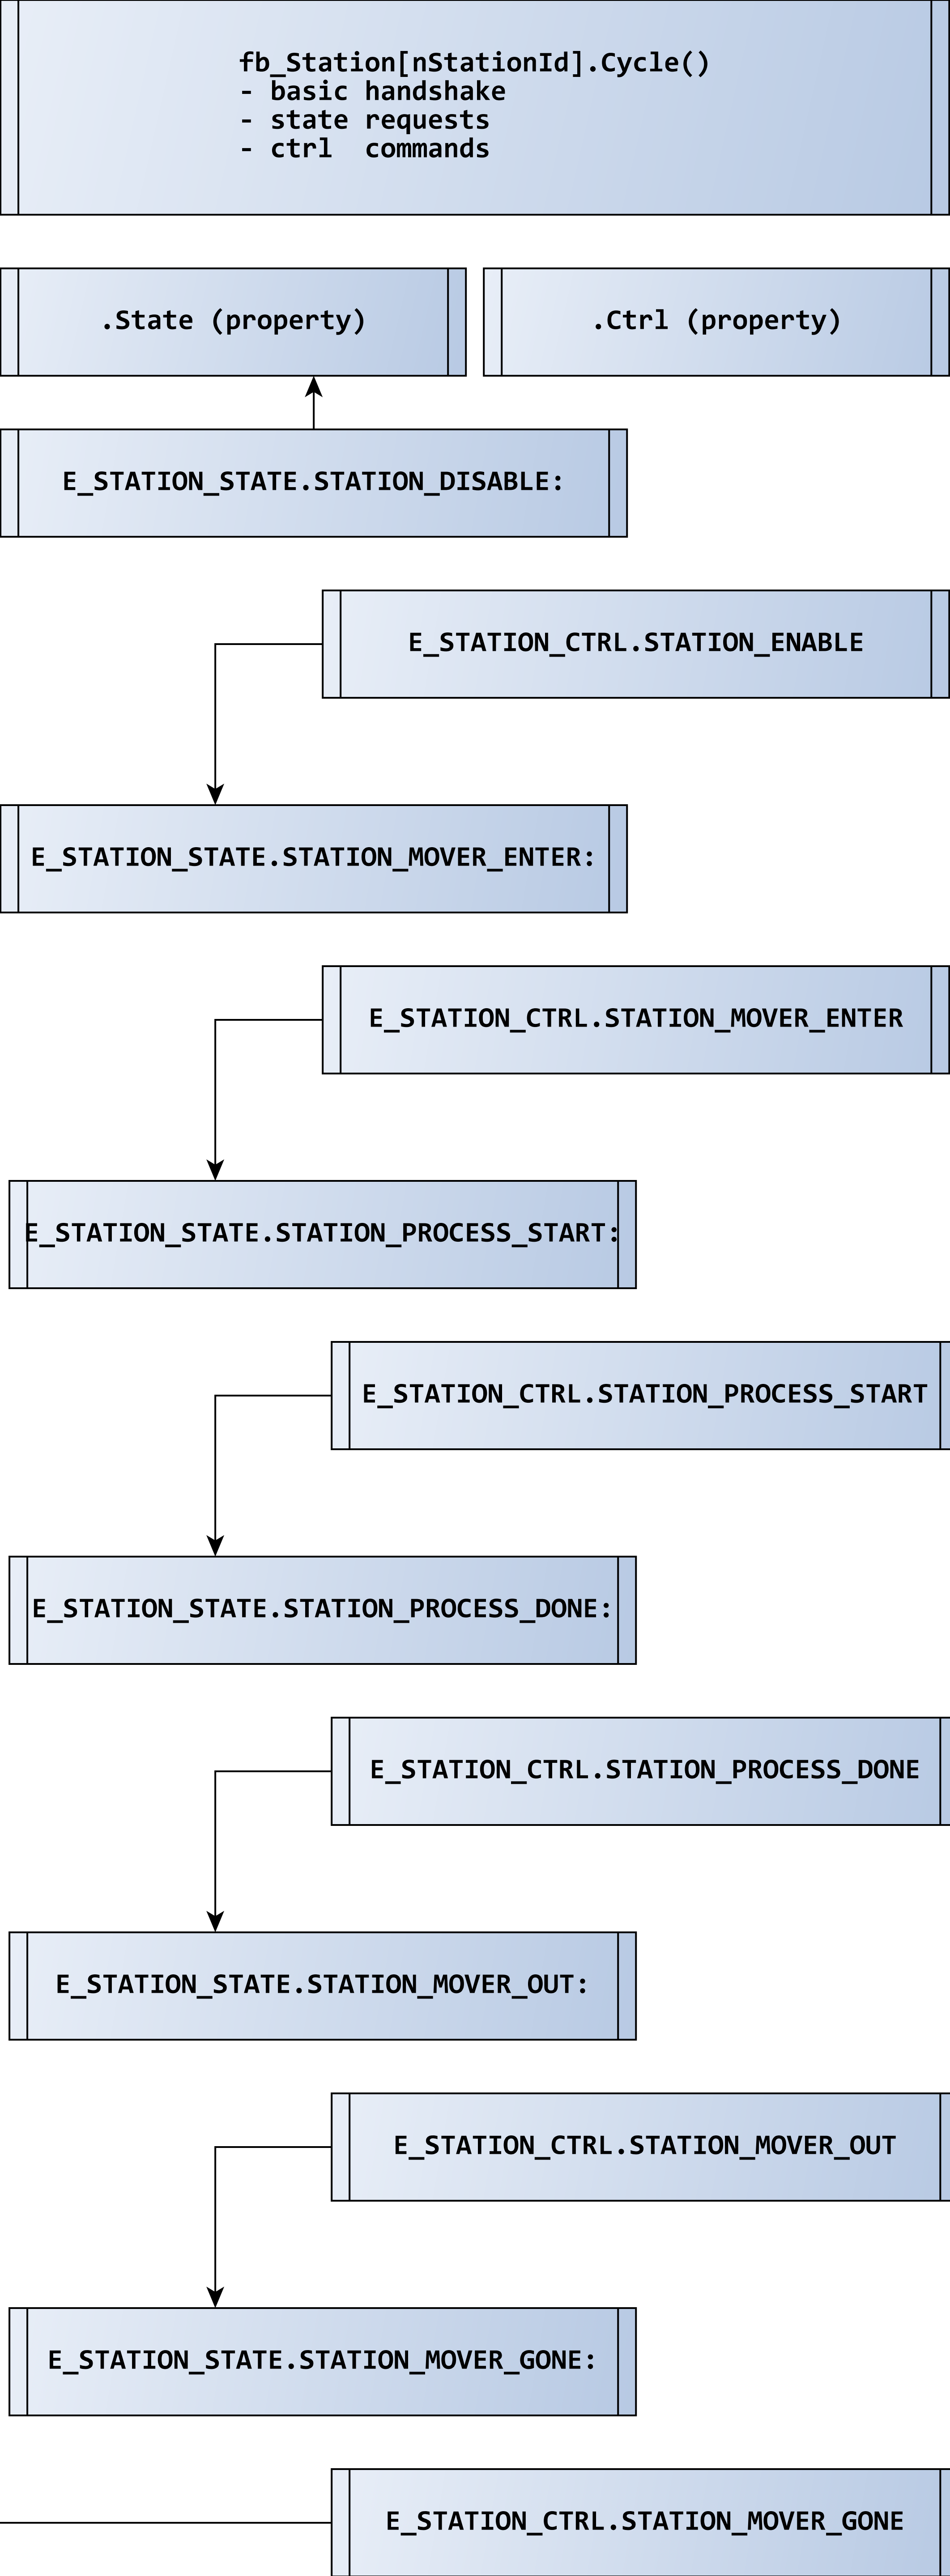 fb_Station[nStationId].Cycle()
- basic handshake
- state requests
- ctrl  commands
.State (property)
.Ctrl (property)
E_STATION_STATE.STATION_DISABLE:
E_STATION_CTRL.STATION_ENABLE
E_STATION_STATE.STATION_MOVER_ENTER:
E_STATION_CTRL.STATION_MOVER_ENTER
E_STATION_STATE.STATION_PROCESS_START:
E_STATION_CTRL.STATION_PROCESS_START
E_STATION_STATE.STATION_PROCESS_DONE:
E_STATION_CTRL.STATION_PROCESS_DONE
E_STATION_STATE.STATION_MOVER_OUT:
E_STATION_CTRL.STATION_MOVER_OUT
E_STATION_STATE.STATION_MOVER_GONE:
E_STATION_CTRL.STATION_MOVER_GONE